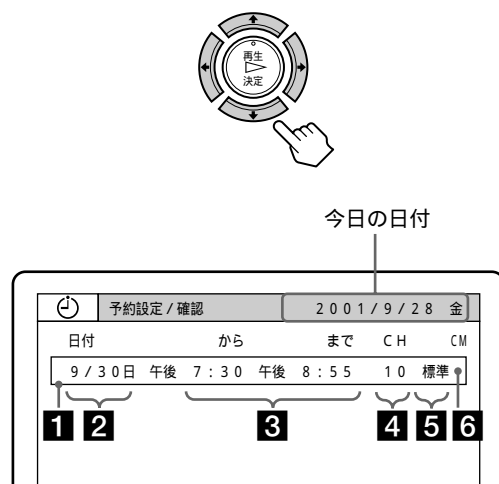 再生
決定
今日の日付
予約設定/確認 2001/9/28 金
日付 から まで CH CM
9/30日 午後 7:30 午後 8:55 10 標準
1 2 3 4 5 6